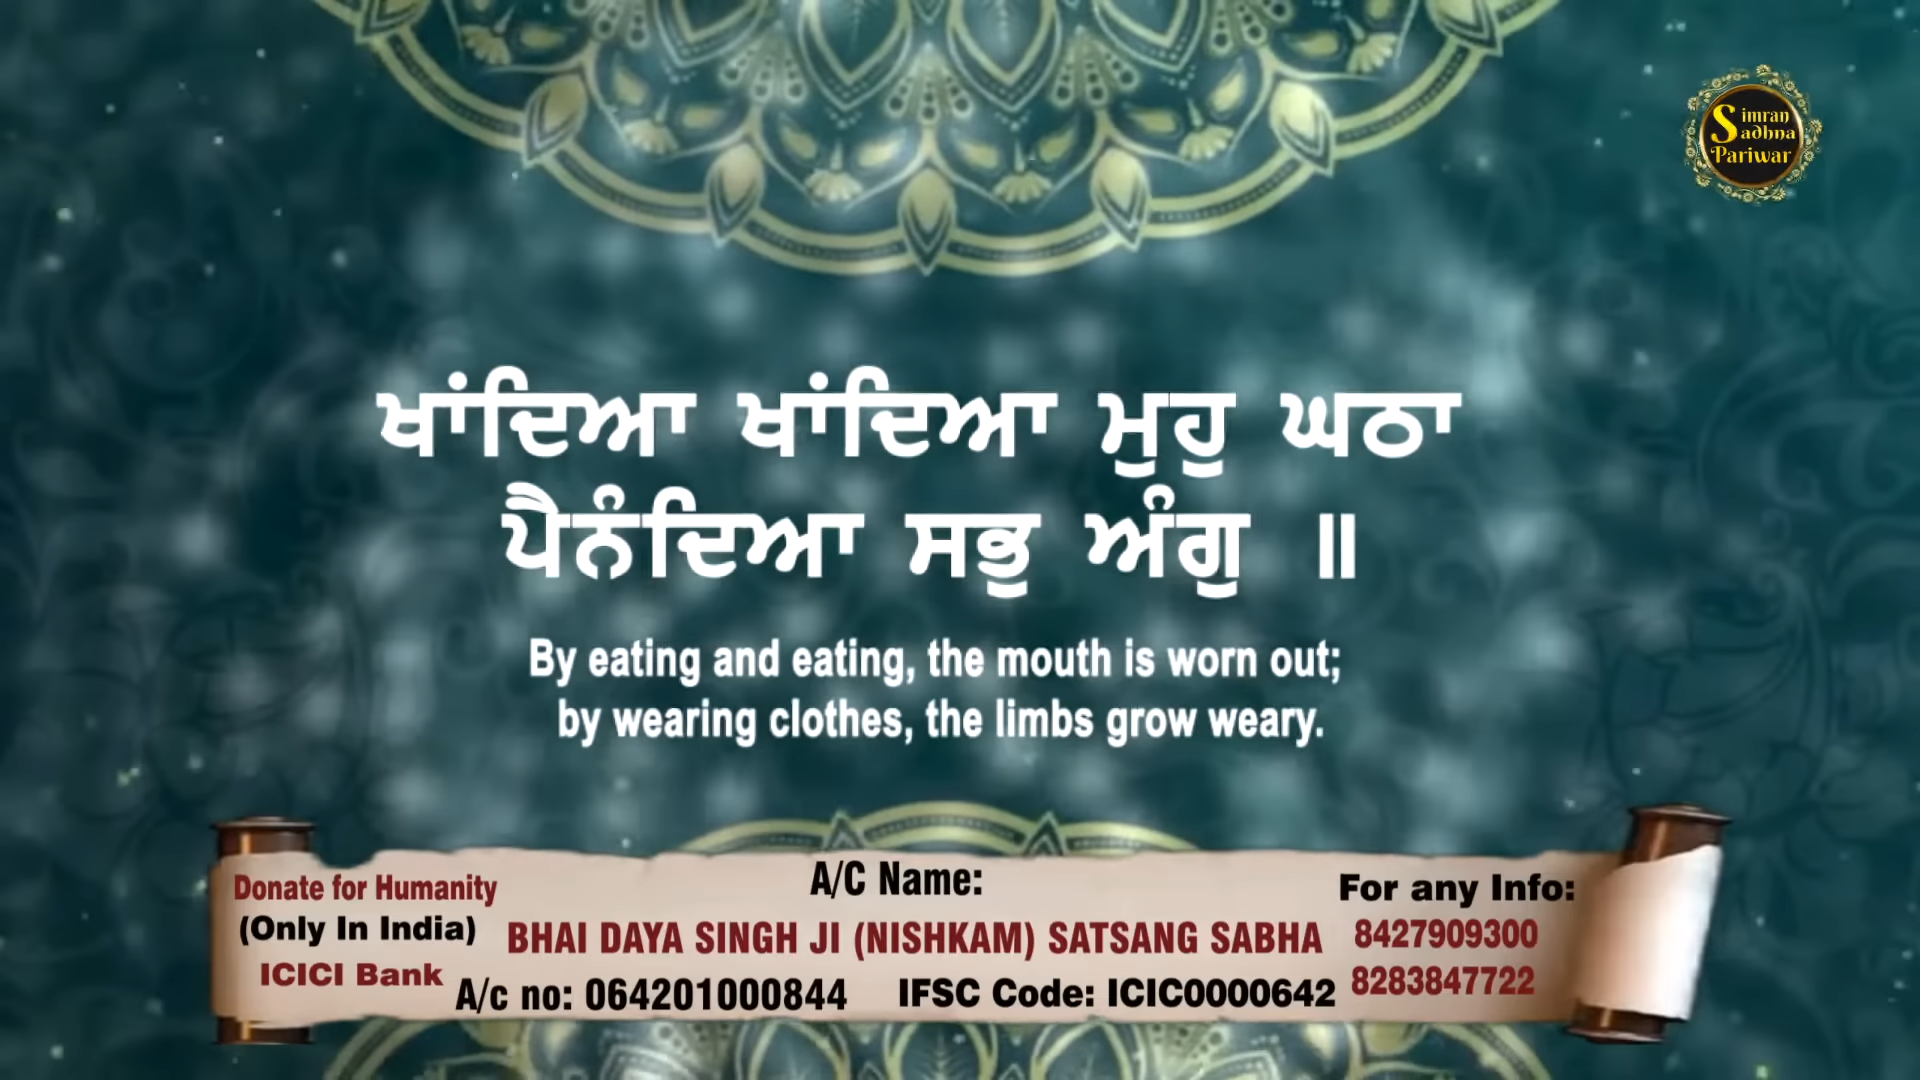 Simran
Sadhna
Pariwar
ਖਾਂਦਿਆ ਖਾਂਦਿਆ ਮੁਹੁ ਘਠਾ
ਪੈਨੰਦਿਆ ਸਭੁ ਅੰਗੁ ॥
By eating and eating, the mouth is worn out;
by wearing clothes, the limbs grow weary.
Donate for Humanity
(Only In India)
ICICI Bank
A/C Name:
BHAI DAYA SINGH JI (NISHKAM) SATSANG SABHA
A/c no: 064201000844 IFSC Code: ICIC0000642
For any Info:
8427909300
8283847722